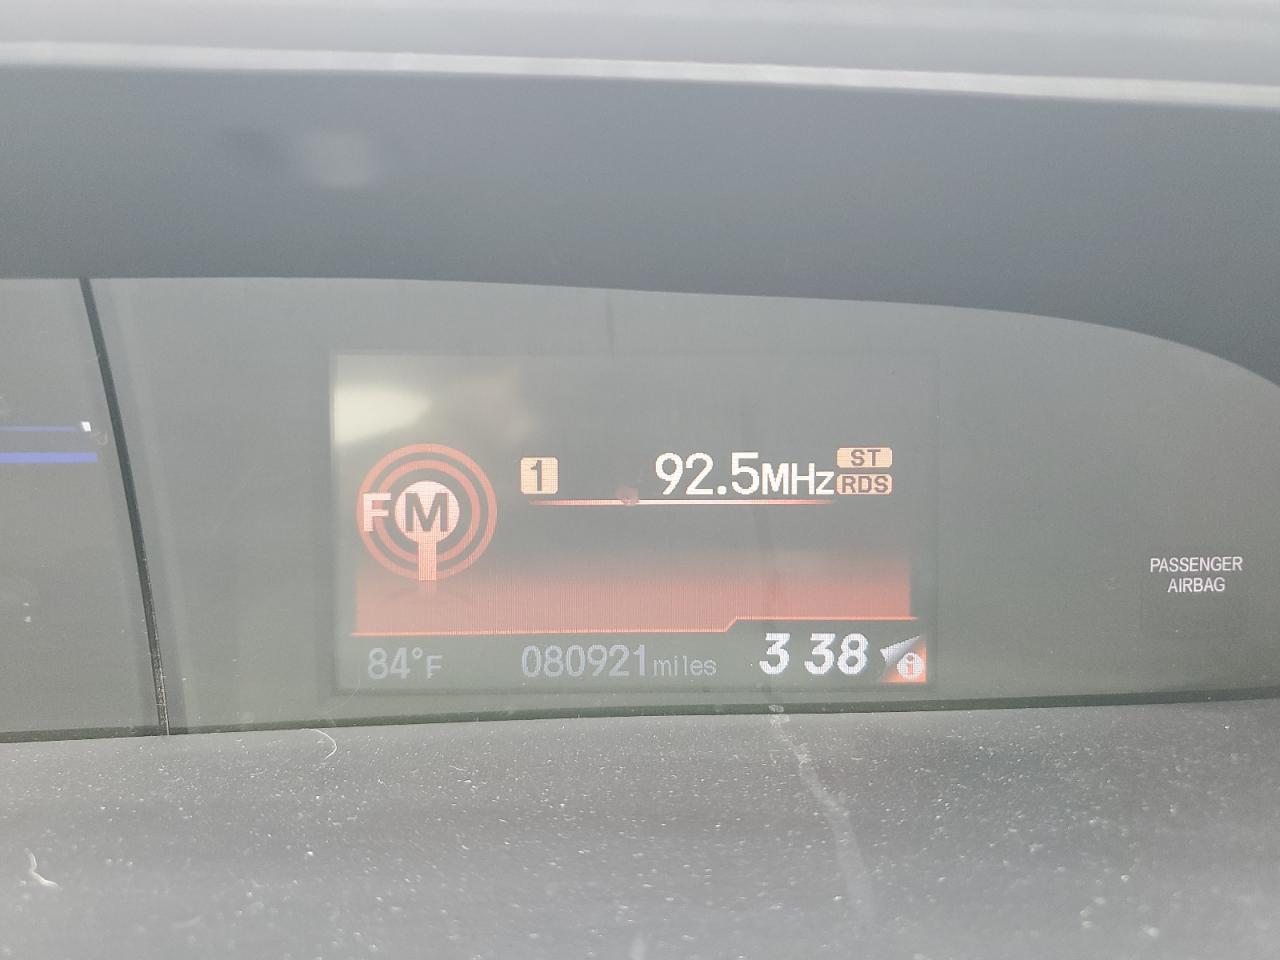 FM 1 92.5MHz ST
RDS
84°F 080921 miles 3 38 i
PASSENGER
AIRBAG